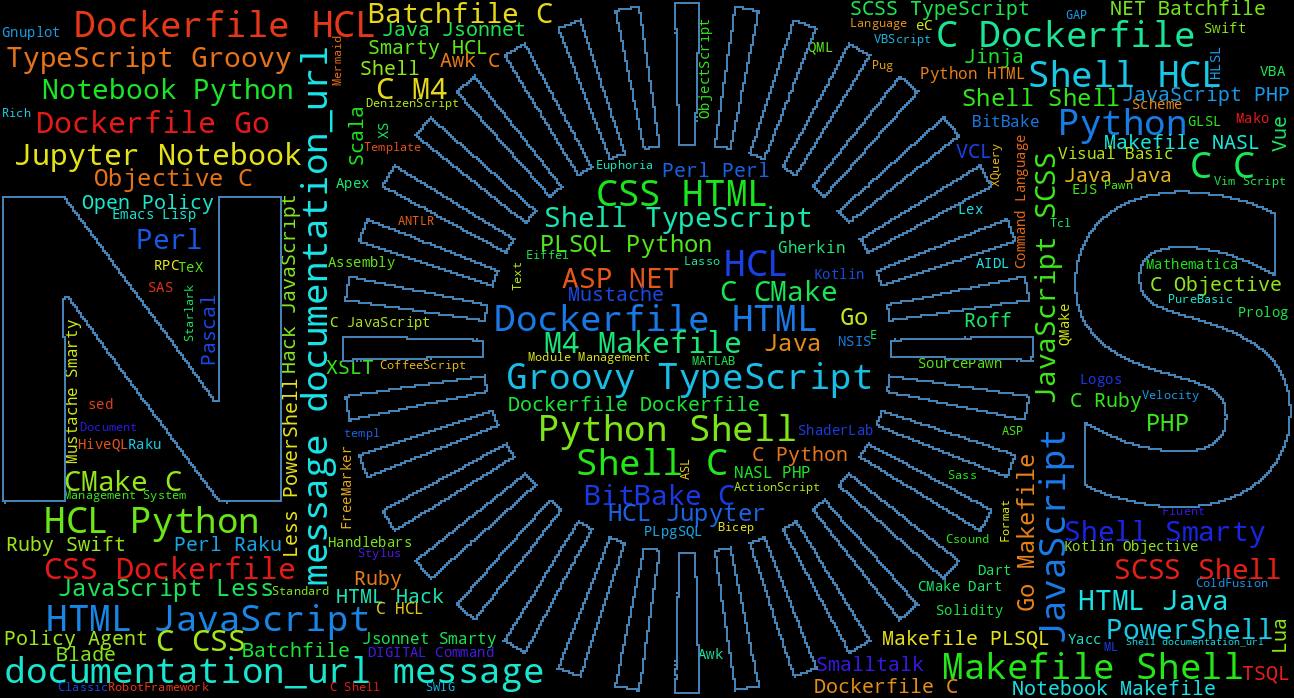 Gnuplot
Dockerfile HCL
Batchfile C
Java Jsonnet
ObjectScript
SCSS TypeScript
GAP
NET Batchfile
Language
eC
C Dockerfile
Swift
VBScript
TypeScript Groovy
Smarty HCL
AWK C
Mermaid
QML
Jinja
HLSL
Shell
Pug
Python HTML
Shell HCL
VBA
Notebook Python
C M4
DenizenScript
Shell Shell
JavaScript PHP
Scheme
Rich
Dockerfile Go
documentation_url
Scala
XS
BitBake
Python
GLSL
Mako
Vue
Template
Makefile NASL
Jupyter Notebook
VCL
XQuery
Command Language
Visual Basic
Euphoria
Perl Perl
Java Java
C C
Objective C
Apex
CSS HTML
EJS
Pawn
Vim Script
Open Policy
Emacs Lisp
ANTLR
Shell TypeScript
Lex
Tcl
Perl
PLSQL Python
Gherkin
Eiffel
Lasso
HCL
RPC
TeX
Assembly
Text
ASP NET
Kotlin
AIDL
Mathematica
SAS
Starlark
Pascal
Hack JavaScript
Mustache
C CMake
C Objective
PureBasic
Prolog
C JavaScript
Dockerfile HTML
Go
Roff
QMake
JavaScript SCSS
M4 Makefile
Java
NSIS
E
Mustache Smarty
Module Management
MATLAB
XSLT
CoffeeScript
SourcePawn
Groovy TypeScript
Logos
sed
Dockerfile Dockerfile
C Ruby
Velocity
Document
templ
Python Shell
ShaderLab
ASP
PHP
HiveQL
Raku
Less PowerShell
message
C Python
Shell C
ASL
NASL PHP
Sass
CMake C
Management System
FreeMarker
BitBake C
ActionScript
HCL Python
HCL Jupyter
Format
Go Makefile
JavaScript
Fluent
PLpgSQL
Bicep
Shell Smarty
Ruby Swift
Perl Raku
Handlebars
Stylus
Csound
Kotlin Objective
CSS Dockerfile
Ruby
Dart
SCSS Shell
JavaScript Less
Standard
HTML Hack
CMake Dart
ColdFusion
C HCL
Solidity
HTML Java
HTML JavaScript
PowerShell
Policy Agent
C CSS
Jsonnet Smarty
Makefile PLSQL
Yacc
ML
Shell documentation_url
Lua
Blade
Batchfile
DIGITAL Command
Awk
Smalltalk
documentation_url message
Makefile Shell
TSQL
Classic
RobotFramework
C Shell
SWIG
Dockerfile C
Notebook Makefile
N
S